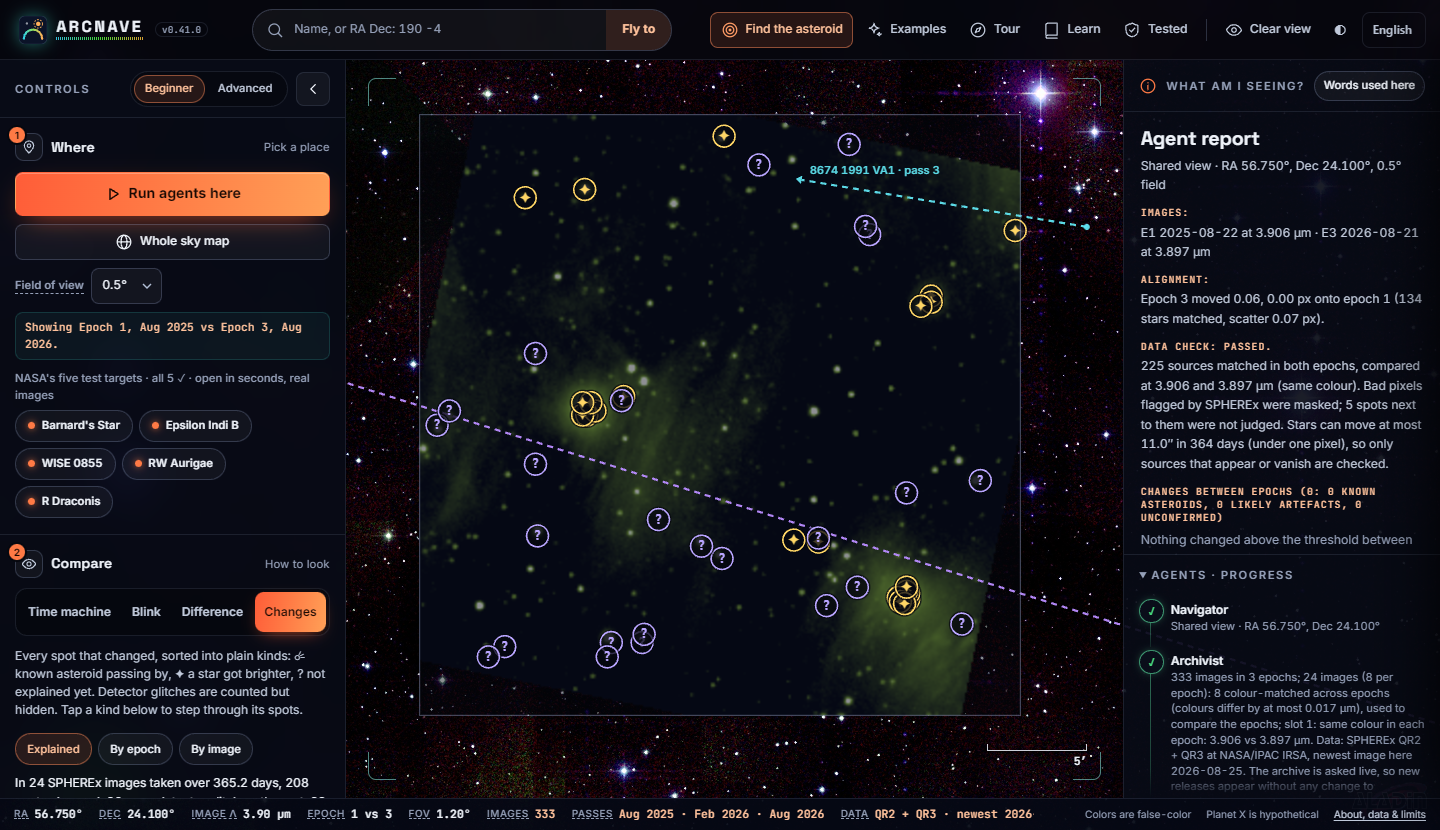 ARCNAVE v0.41.0
Name, or RA Dec: 190 -4
Fly to
Find the asteroid
Examples
Tour
Learn
Tested
Clear view
English
CONTROLS
Beginner
Advanced
1
Where
Pick a place
Run agents here
Whole sky map
Field of view
0.5°
Showing Epoch 1, Aug 2025 vs Epoch 3, Aug
2026.
NASA's five test targets · all 5 ✓ · open in seconds, real
images
Barnard's Star
Epsilon Indi B
WISE 0855
RW Aurigae
R Draconis
2
Compare
How to look
Time machine
Blink
Difference
Changes
Every spot that changed, sorted into plain kinds:
known asteroid passing by, ✦ a star got brighter, ? not
explained yet. Detector glitches are counted but
hidden. Tap a kind below to step through its spots.
Explained
By epoch
By image
In 24 SPHEREx images taken over 365.2 days, 208
8674 1991 VA1 · pass 3
5′
WHAT AM I SEEING?
Words used here
Agent report
Shared view · RA 56.750°, Dec 24.100°, 0.5°
field
IMAGES:
E1 2025-08-22 at 3.906 µm · E3 2026-08-21
at 3.897 µm
ALIGNMENT:
Epoch 3 moved 0.06, 0.00 px onto epoch 1 (134
stars matched, scatter 0.07 px).
DATA CHECK: PASSED.
225 sources matched in both epochs, compared
at 3.906 and 3.897 µm (same colour). Bad pixels
flagged by SPHEREx were masked; 5 spots next
to them were not judged. Stars can move at most
11.0″ in 364 days (under one pixel), so only
sources that appear or vanish are checked.
CHANGES BETWEEN EPOCHS (0: 0 KNOWN
ASTEROIDS, 0 LIKELY ARTEFACTS, 0
UNCONFIRMED)
Nothing changed above the threshold between
▼ AGENTS · PROGRESS
Navigator
Shared view · RA 56.750°, Dec 24.100°
Archivist
333 images in 3 epochs; 24 images (8 per
epoch): 8 colour-matched across epochs
(colours differ by at most 0.017 µm), used to
compare the epochs; slot 1: same colour in each
epoch: 3.906 vs 3.897 µm. Data: SPHEREx QR2
+ QR3 at NASA/IPAC IRSA, newest image here
2026-08-25. The archive is asked live, so new
releases appear without any change to
RA 56.750° DEC 24.100° IMAGE Λ 3.90 µm EPOCH 1 vs 3 FOV 1.20° IMAGES 333 PASSES Aug 2025 · Feb 2026 · Aug 2026 DATA QR2 + QR3 · newest 2026
Colors are false-color
Planet X is hypothetical
About, data & limits